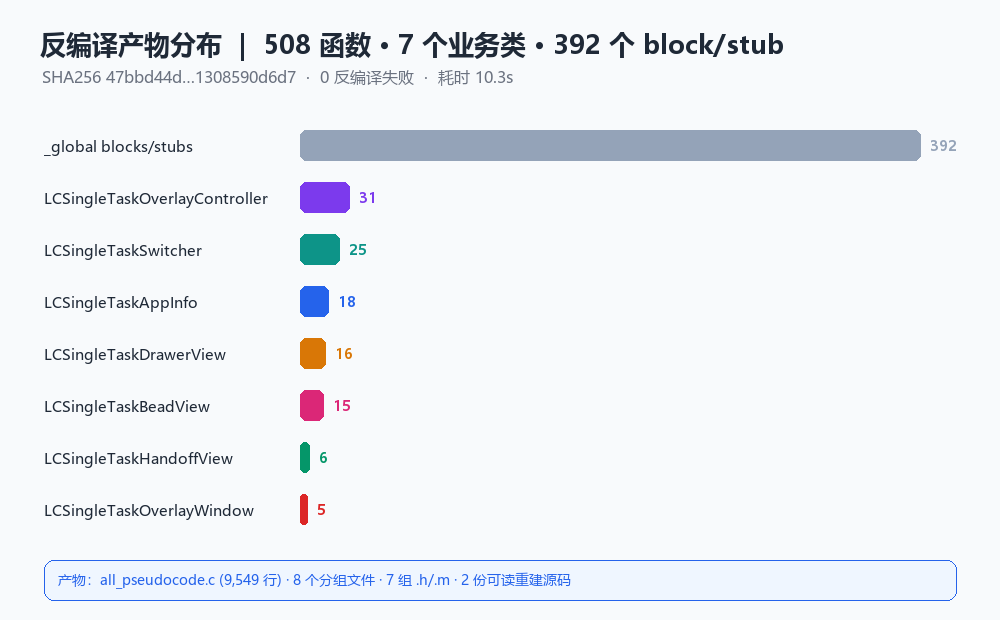 反编译产物分布 | 508 函数 • 7 个业务类 • 392 个 block/stub
SHA256 47bbd44d...1308590d6d7 · 0 反编译失败 · 耗时 10.3s
_global blocks/stubs 392
LCSingleTaskOverlayController 31
LCSingleTaskSwitcher 25
LCSingleTaskAppInfo 18
LCSingleTaskDrawerView 16
LCSingleTaskBeadView 15
LCSingleTaskHandoffView 6
LCSingleTaskOverlayWindow 5
产物：all_pseudocode.c (9,549 行) · 8 个分组文件 · 7 组 .h/.m · 2 份可读重建源码